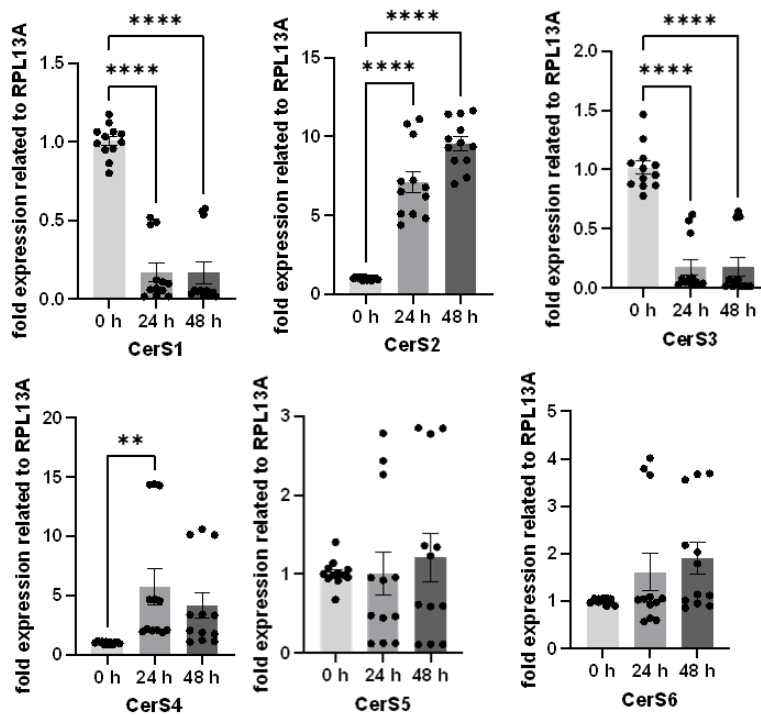 fold expression related to RPL13A
1.5
1.0
0.5
0.0
****
****
0 h 24 h 48 h
CerS1
fold expression related to RPL13A
15
10
5
0
****
****
0 h 24 h 48 h
CerS2
fold expression related to RPL13A
2.0
1.5
1.0
0.5
0.0
****
****
0 h 24 h 48 h
CerS3
fold expression related to RPL13A
20
15
10
5
0
**
0 h 24 h 48 h
CerS4
fold expression related to RPL13A
3
2
1
0
0 h 24 h 48 h
CerS5
fold expression related to RPL13A
5
4
3
2
1
0
0 h 24 h 48 h
CerS6